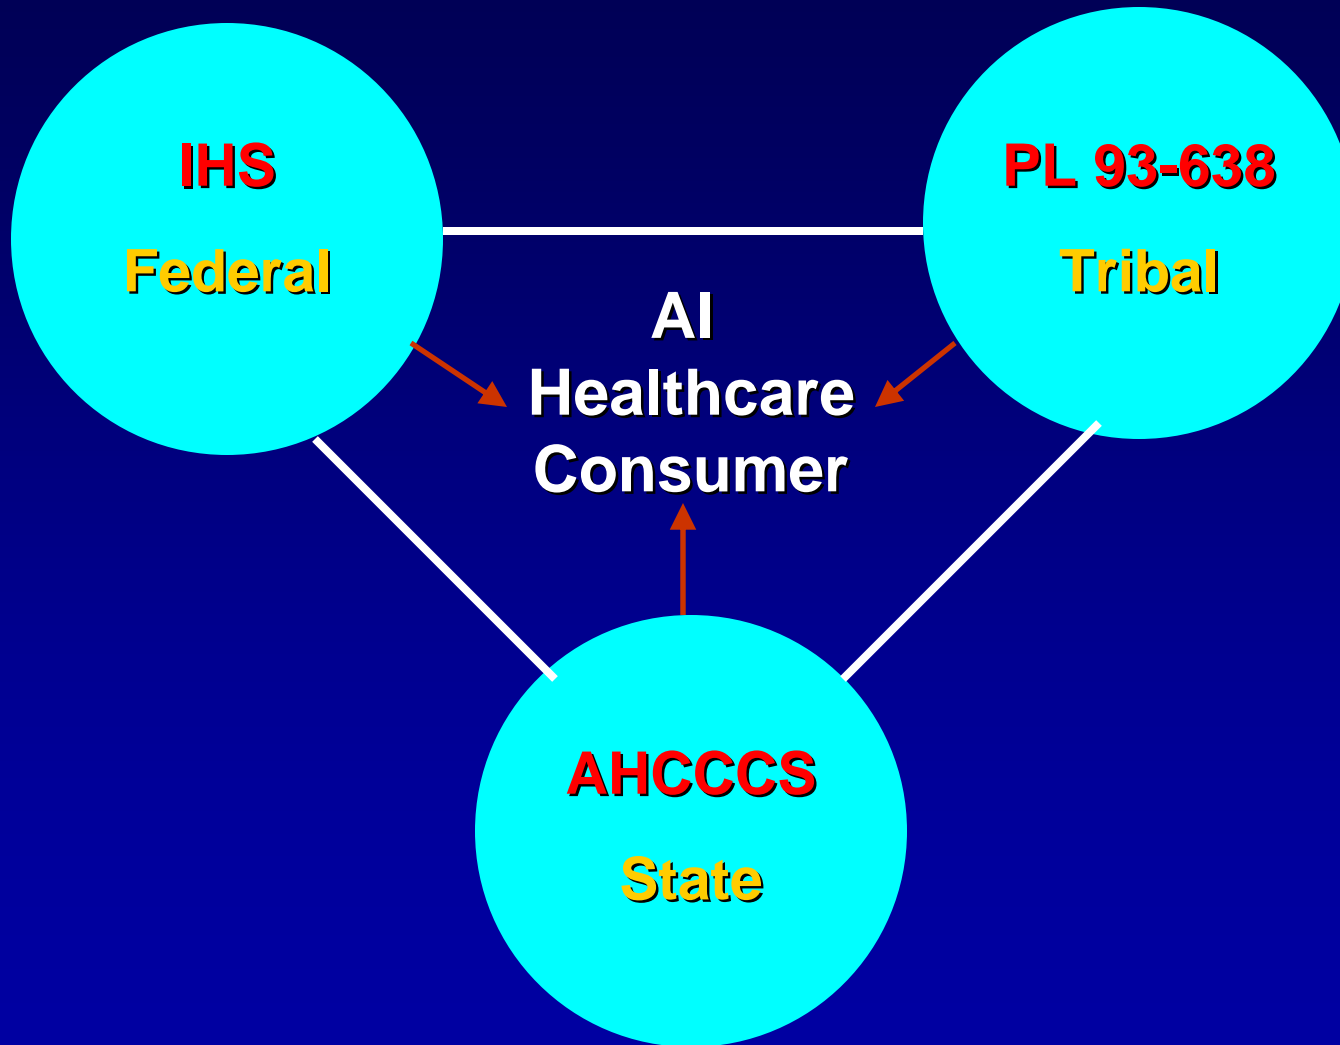 IHS
Federal
PL 93-638
Tribal
AI
Healthcare
Consumer
AHCCCS
State